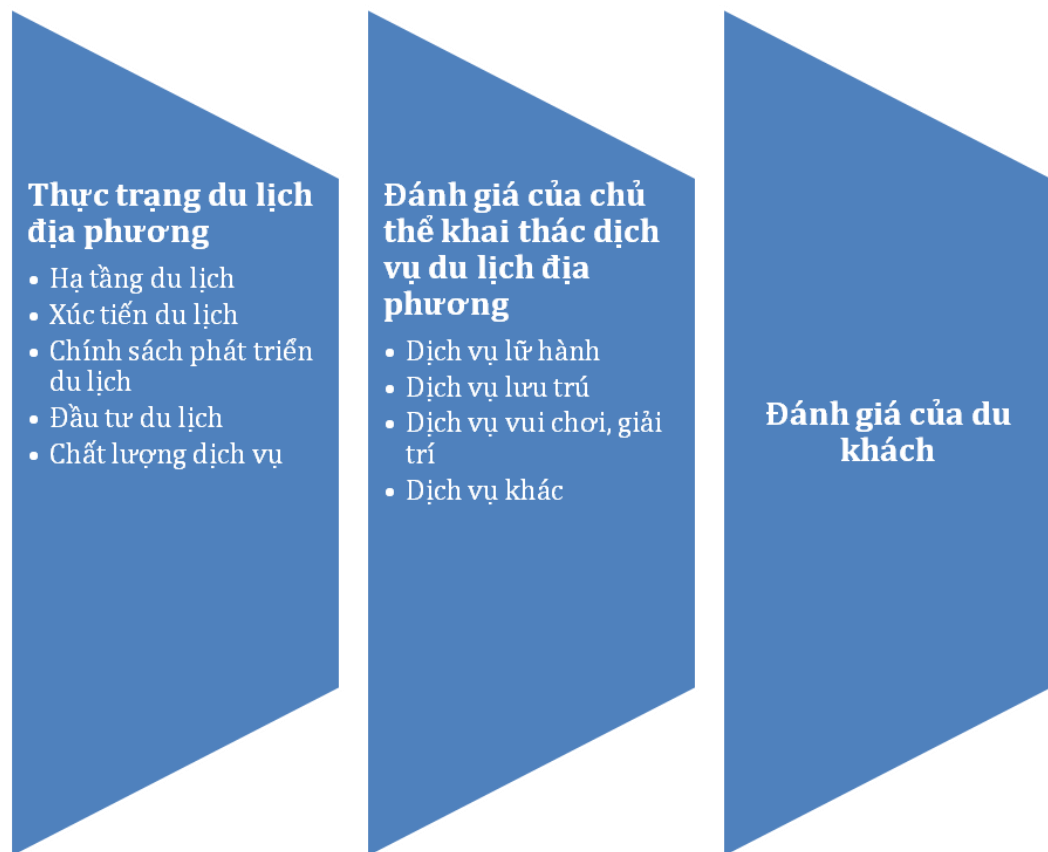 Thực trạng du lịch
địa phương
• Hạ tầng du lịch
• Xúc tiến du lịch
• Chính sách phát triển
du lịch
• Đầu tư du lịch
• Chất lượng dịch vụ
Đánh giá của chủ
thể khai thác dịch
vụ du lịch địa
phương
• Dịch vụ lữ hành
• Dịch vụ lưu trú
• Dịch vụ vui chơi, giải
trí
• Dịch vụ khác
Đánh giá của du
khách